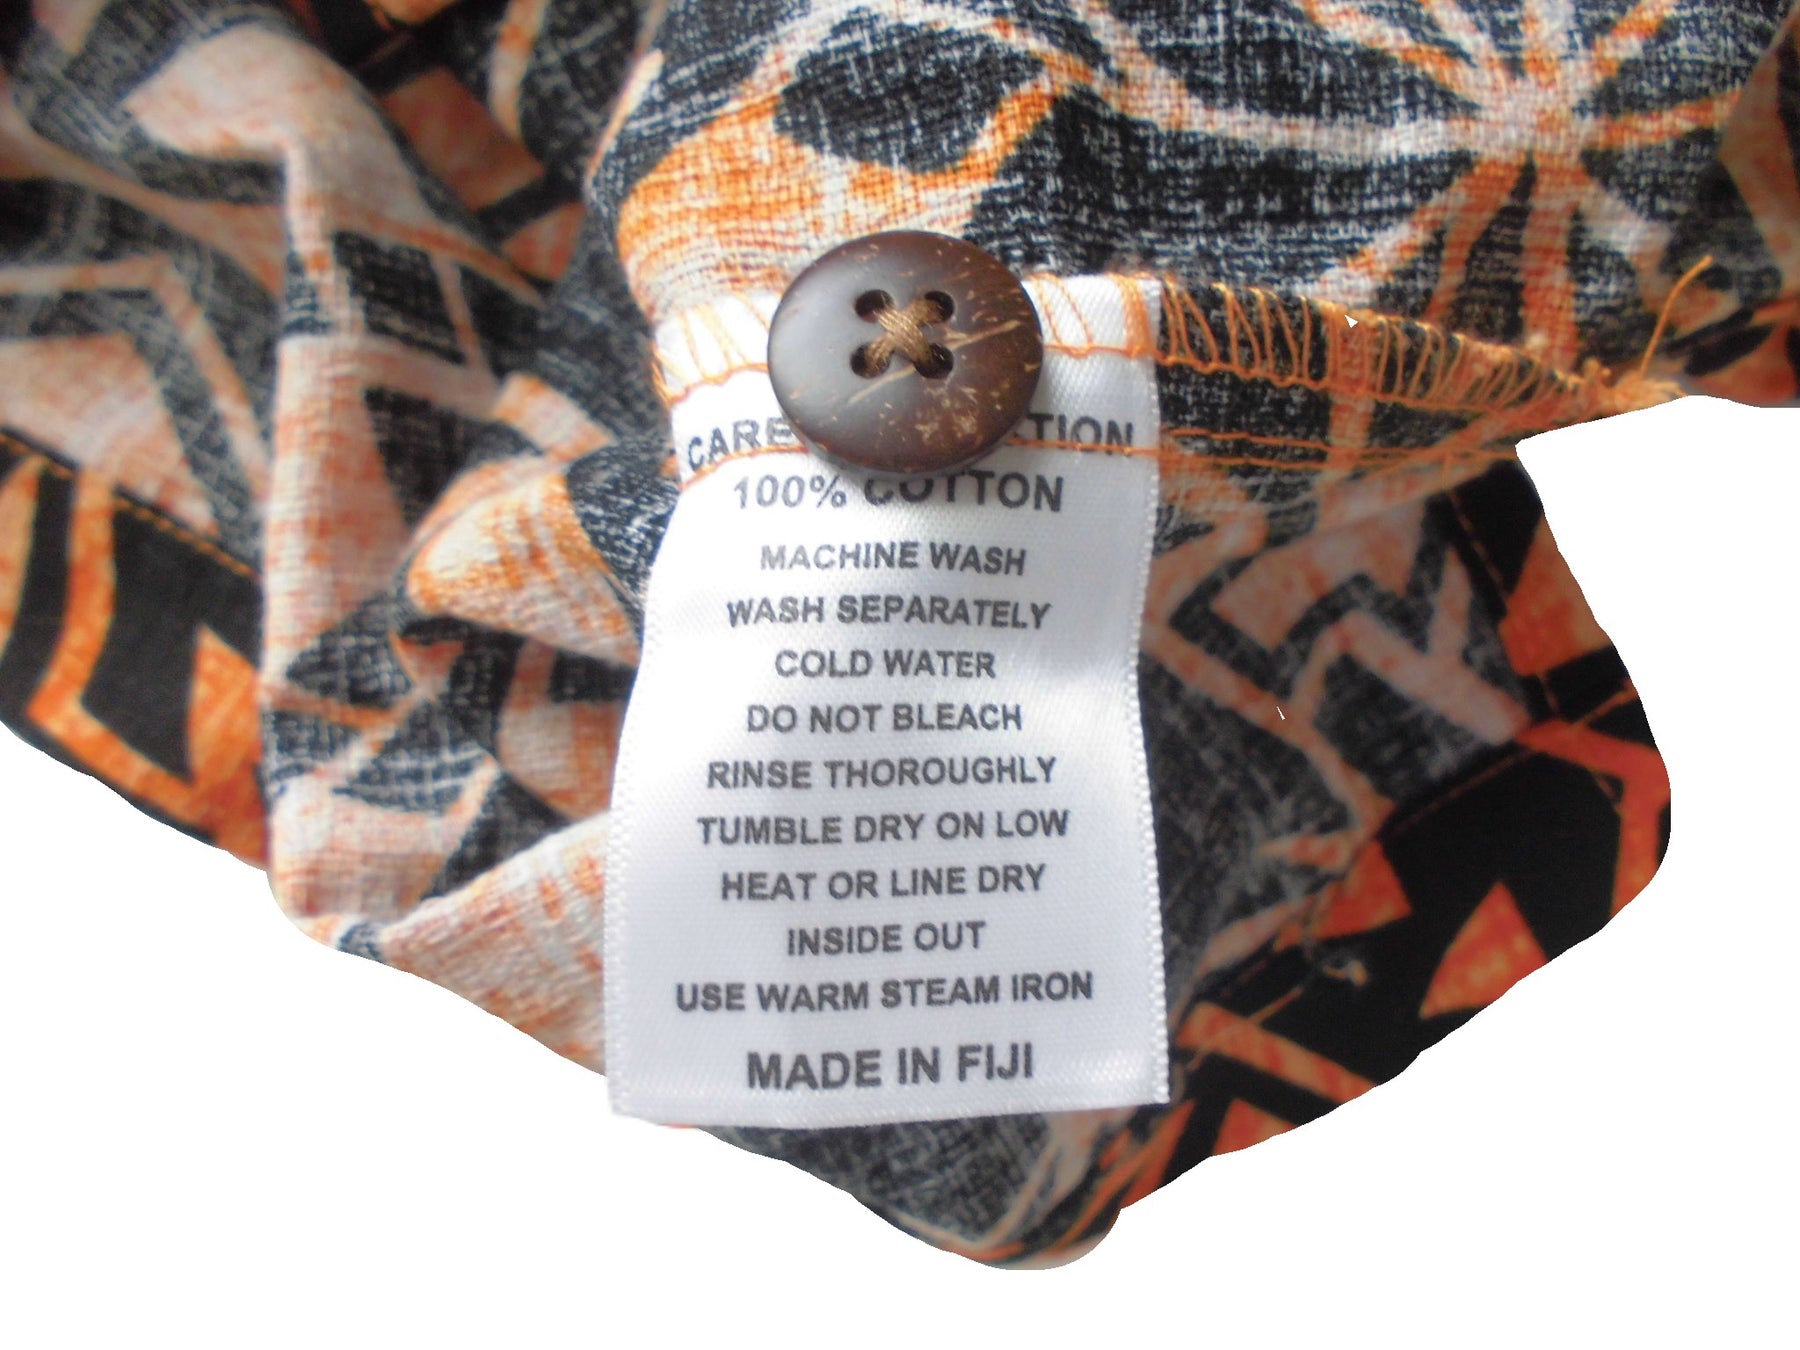 CARE
100% COTTON
MACHINE WASH
WASH SEPARATELY
COLD WATER
DO NOT BLEACH
RINSE THOROUGHLY
TUMBLE DRY ON LOW
HEAT OR LINE DRY
INSIDE OUT
USE WARM STEAM IRON
MADE IN FIJI